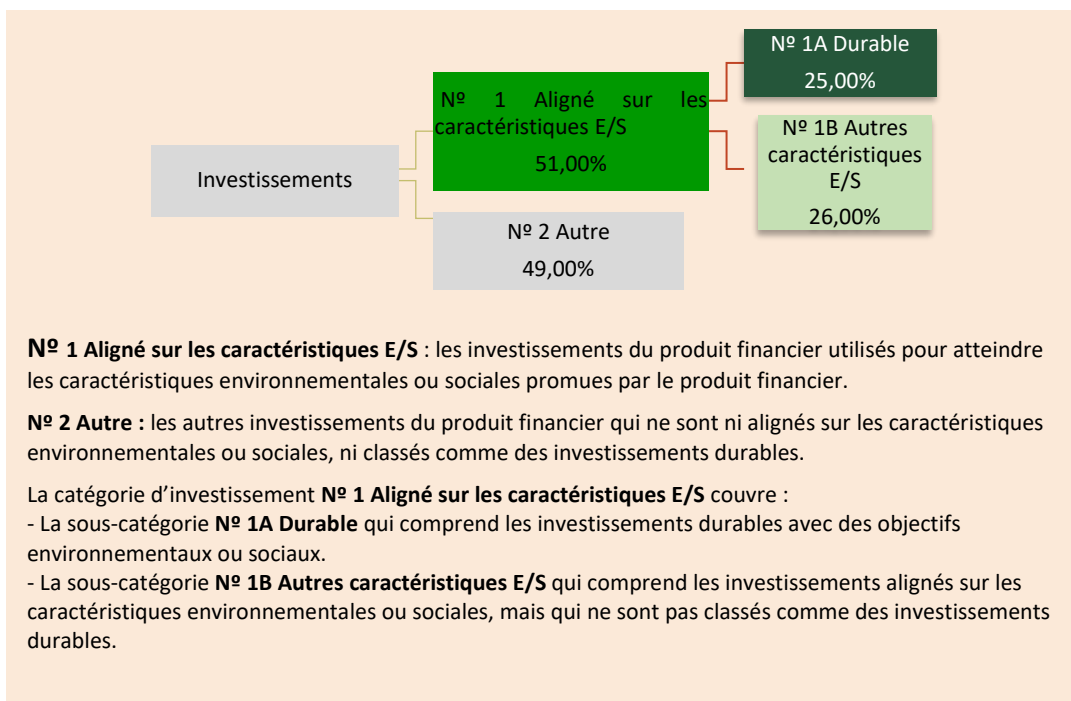 Nº 1A Durable
25,00%
Nº 1 Aligné sur les
caractéristiques E/S
51,00%
Nº 1B Autres
caractéristiques
E/S
26,00%
Investissements
Nº 2 Autre
49,00%
Nº 1 Aligné sur les caractéristiques E/S : les investissements du produit financier utilisés pour atteindre
les caractéristiques environnementales ou sociales promues par le produit financier.
Nº 2 Autre : les autres investissements du produit financier qui ne sont ni alignés sur les caractéristiques
environnementales ou sociales, ni classés comme des investissements durables.
La catégorie d’investissement Nº 1 Aligné sur les caractéristiques E/S couvre :
- La sous-catégorie Nº 1A Durable qui comprend les investissements durables avec des objectifs
environnementaux ou sociaux.
- La sous-catégorie Nº 1B Autres caractéristiques E/S qui comprend les investissements alignés sur les
caractéristiques environnementales ou sociales, mais qui ne sont pas classés comme des investissements
durables.